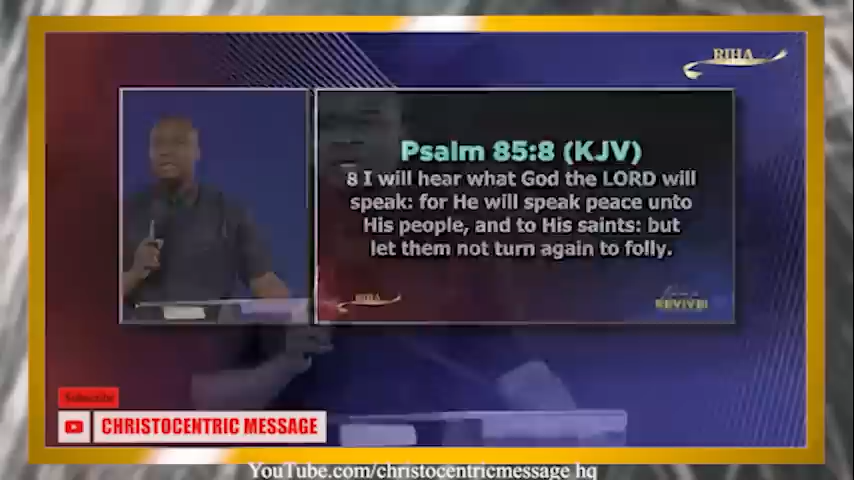 RIHA
Psalm 85:8 (KJV)
8 I will hear what God the LORD will
speak: for He will speak peace unto
His people, and to His saints: but
let them not turn again to folly.
RIHA
REVIVE!
Subscribe
CHRISTOCENTRIC MESSAGE
YouTube.com/christocentricmessage hq